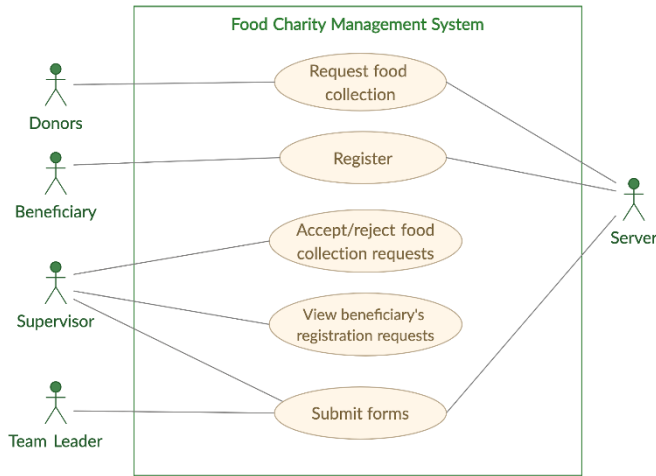 Food Charity Management System
Request food
collection
Donors
Register
Beneficiary
Accept/reject food
collection requests
Server
View beneficiary's
registration requests
Supervisor
Submit forms
Team Leader